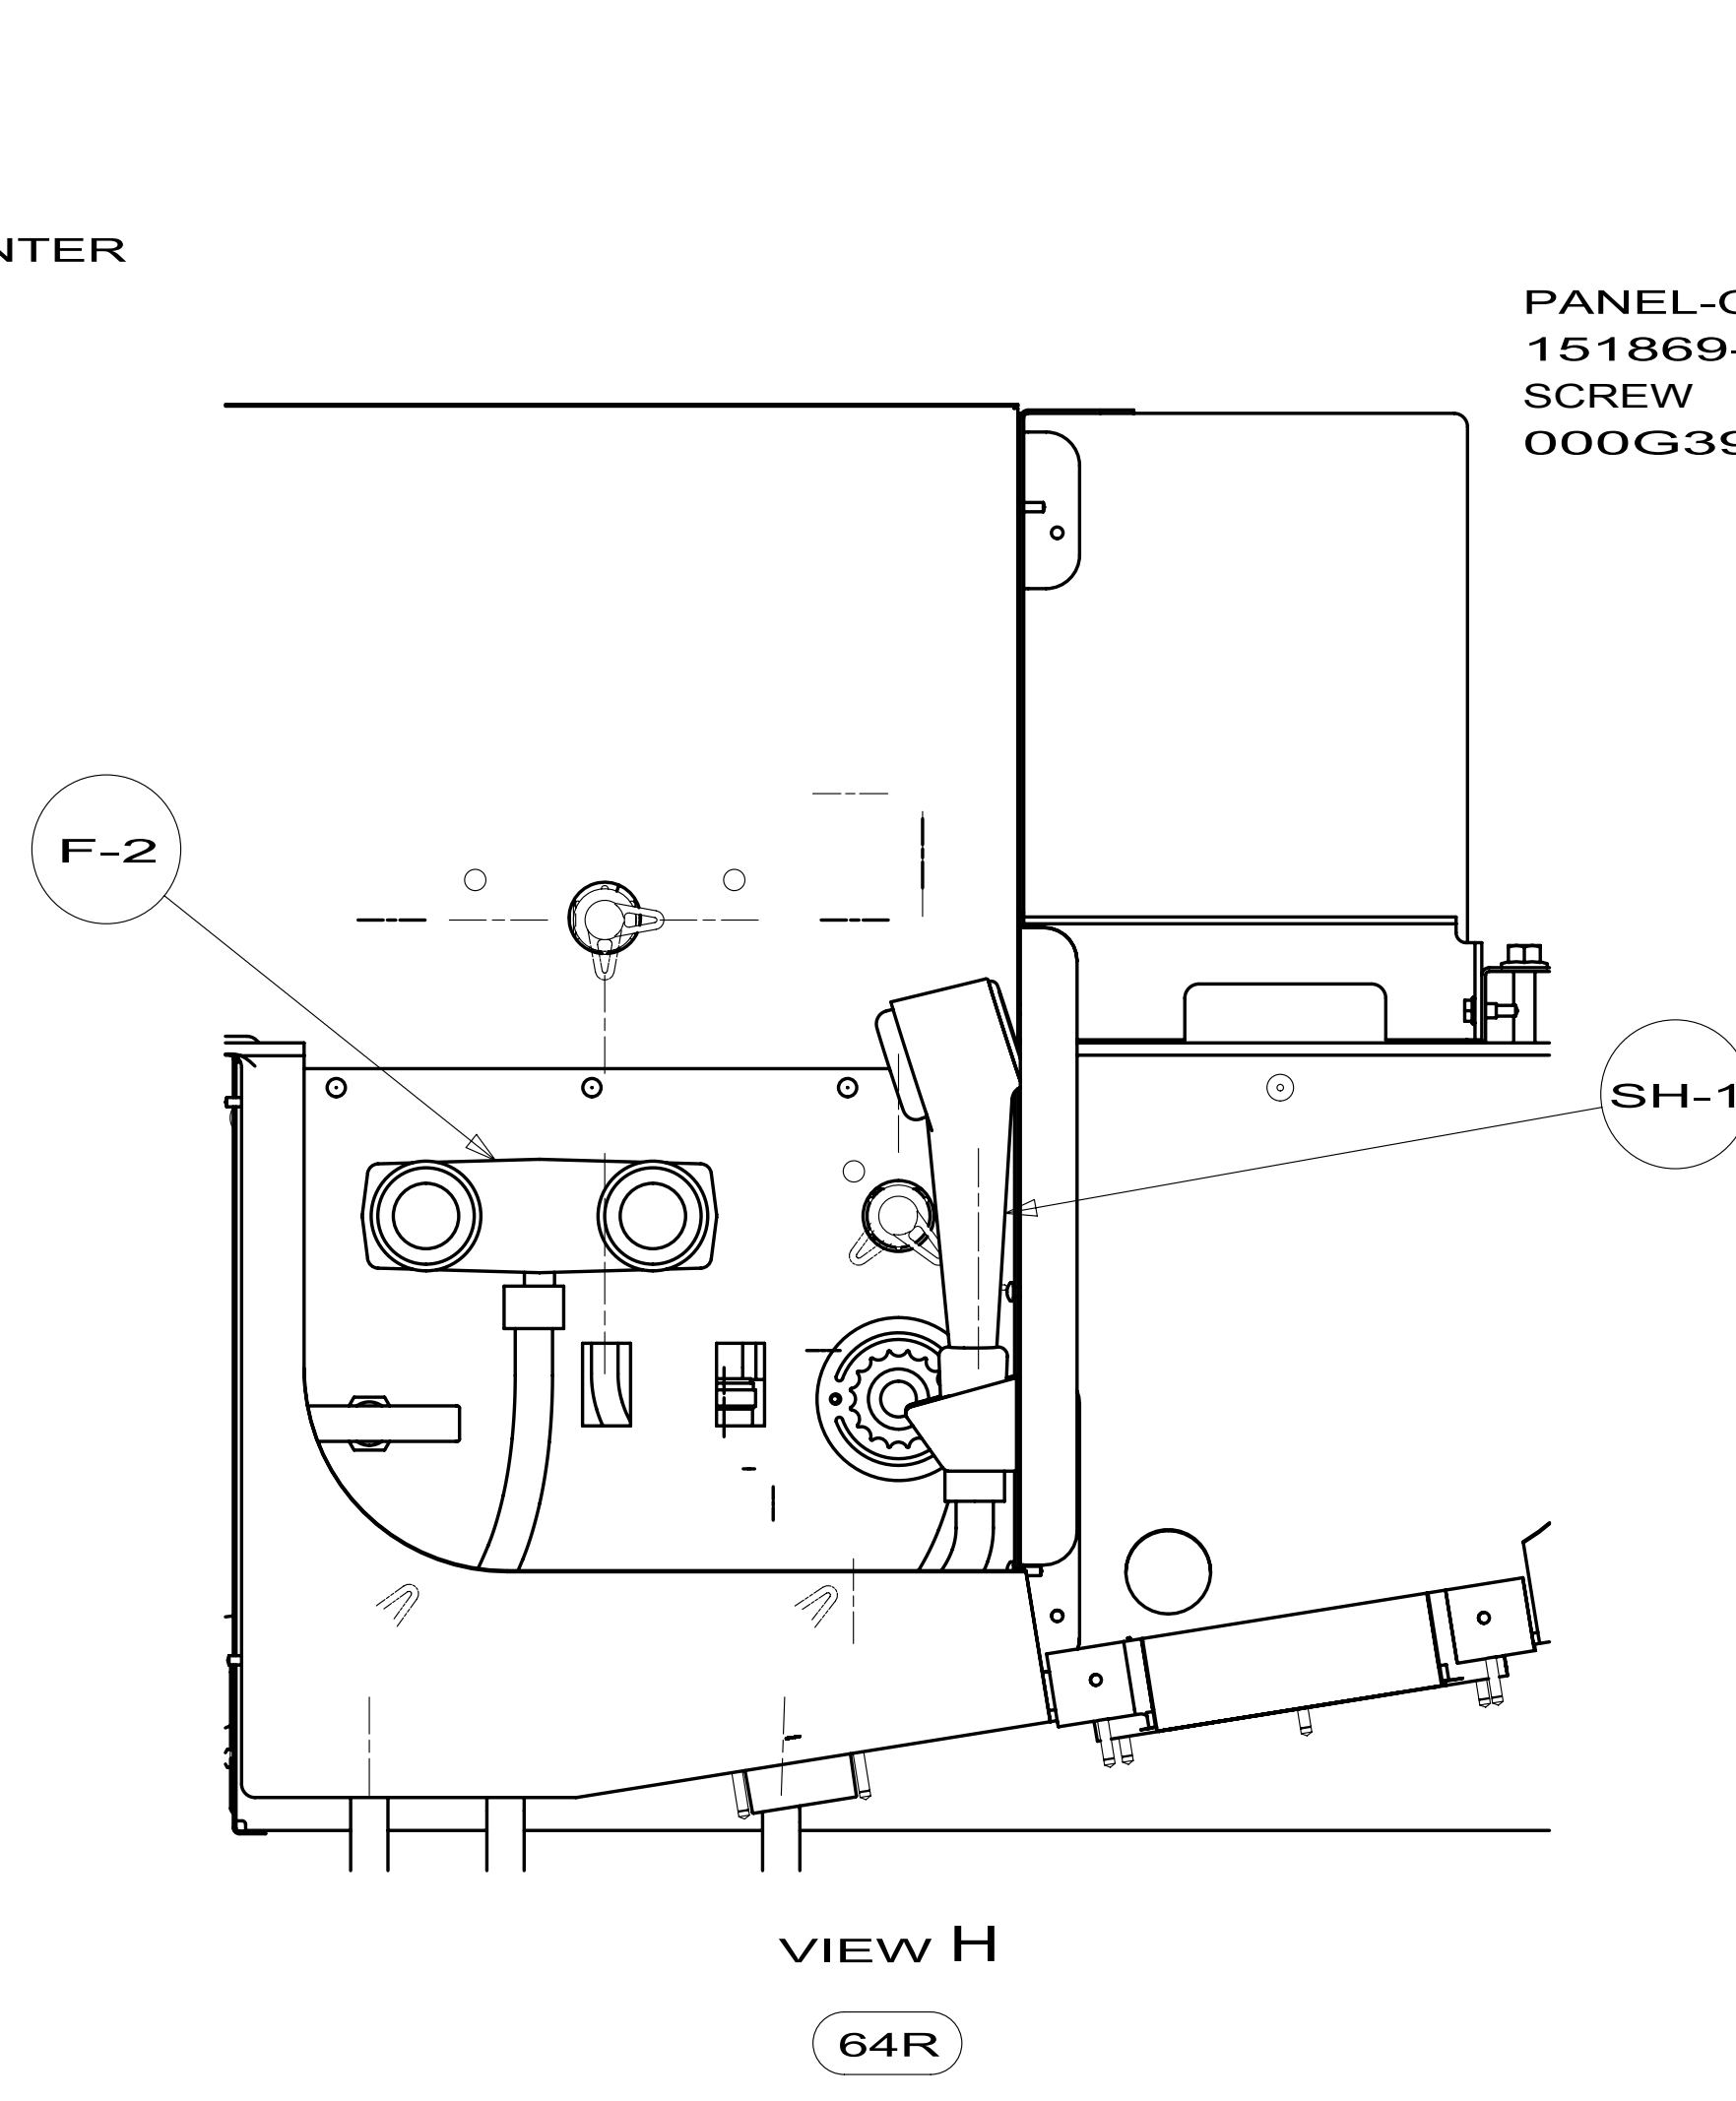 NTER
PANEL-
151869-
SCREW
000G39
F-2
SH-1
VIEW H
64R